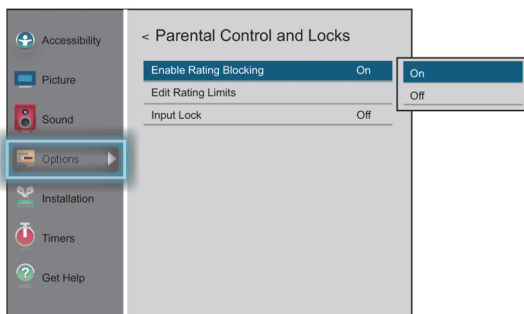 Accessibility
Picture
Sound
Options
Installation
Timers
Get Help
< Parental Control and Locks
Enable Rating Blocking On
Edit Rating Limits
Input Lock Off
On
Off